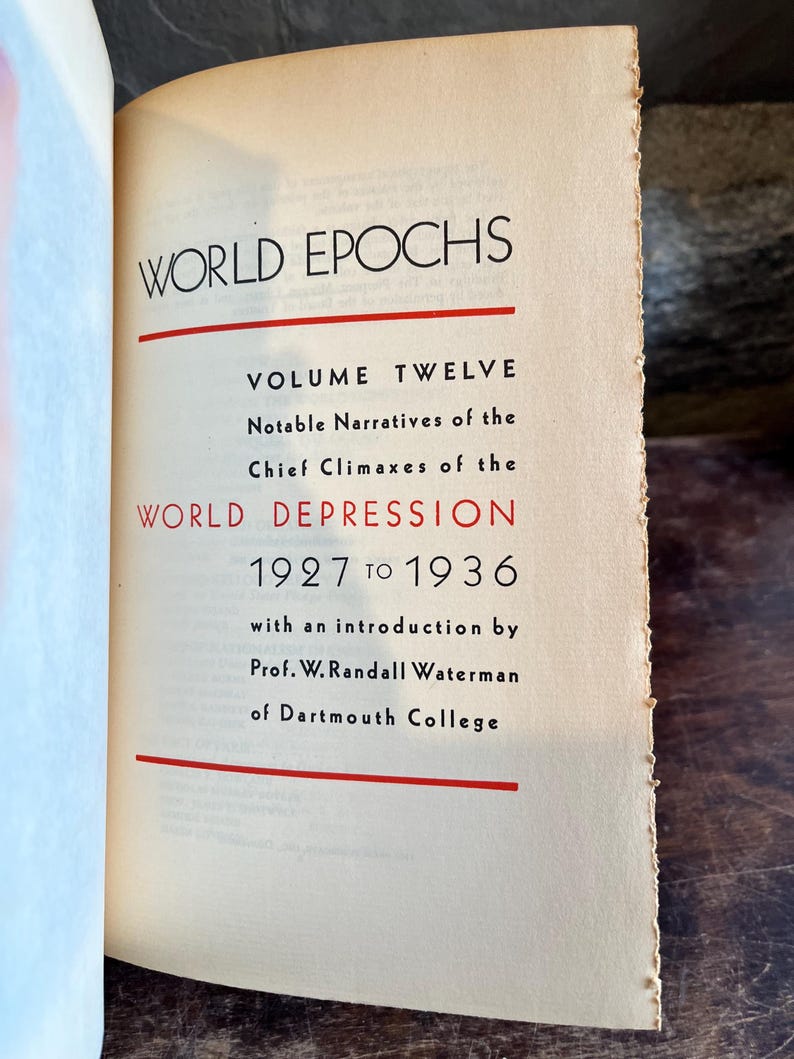 WORLD EPOCHS
VOLUME TWELVE
Notable Narratives of the
Chief Climaxes of the
WORLD DEPRESSION
1927 TO 1936
with an introduction by
Prof. W. Randall Waterman
of Dartmouth College